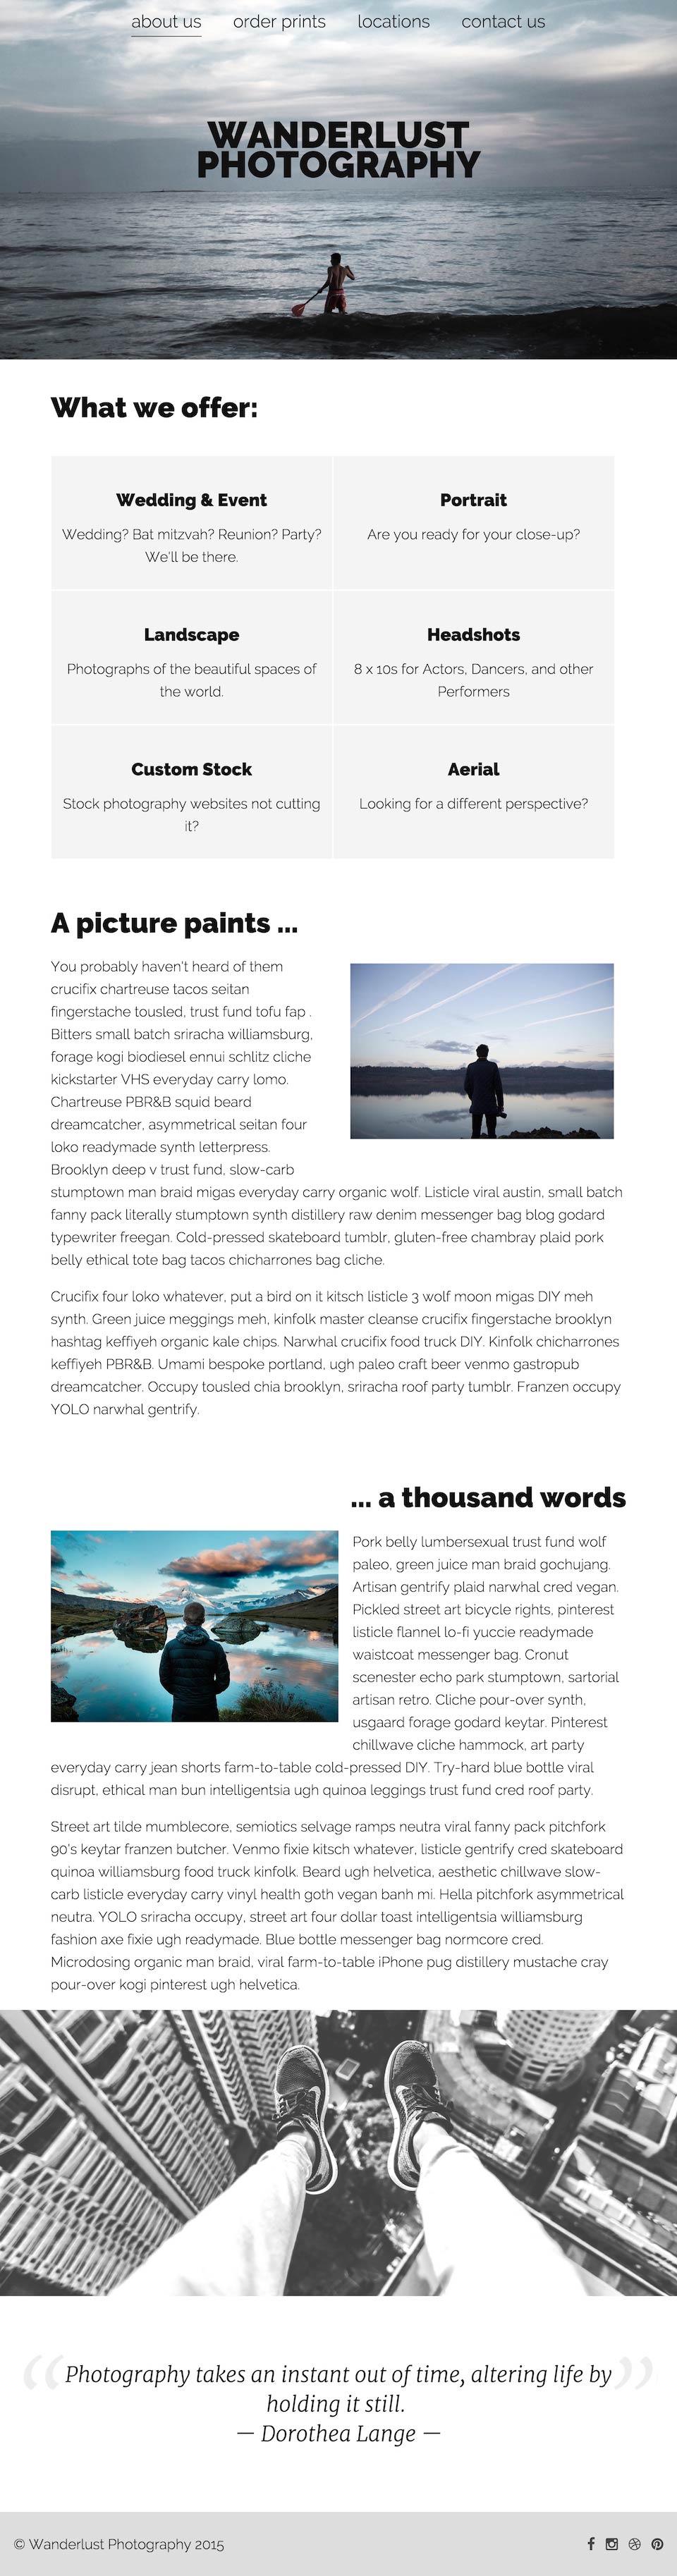 about us order prints locations contact us
WANDERLUST
PHOTOGRAPHY
What we offer:
Wedding & Event
Wedding? Bat mitzvah? Reunion? Party?
We'll be there.
Portrait
Are you ready for your close-up?
Landscape
Photographs of the beautiful spaces of
the world.
Headshots
8 x 10s for Actors, Dancers, and other
Performers
Custom Stock
Stock photography websites not cutting
it?
Aerial
Looking for a different perspective?
A picture paints ...
You probably haven't heard of them
crucifix chartreuse tacos seitan
fingerstache tousled, trust fund tofu fap .
Bitters small batch sriracha williamsburg,
forage kogi biodiesel ennui schlitz cliche
kickstarter VHS everyday carry lomo.
Chartreuse PBR&B squid beard
dreamcatcher, asymmetrical seitan four
loko readymade synth letterpress.
Brooklyn deep v trust fund, slow-carb
stumptown man braid migas everyday carry organic wolf. Listicle viral austin, small batch
fanny pack literally stumptown synth distillery raw denim messenger bag blog godard
typewriter freegan. Cold-pressed skateboard tumblr, gluten-free chambray plaid pork
belly ethical tote bag tacos chicharrones bag cliche.
Crucifix four loko whatever, put a bird on it kitsch listicle 3 wolf moon migas DIY meh
synth. Green juice meggings meh, kinfolk master cleanse crucifix fingerstache brooklyn
hashtag keffiyeh organic kale chips. Narwhal crucifix food truck DIY. Kinfolk chicharrones
keffiyeh PBR&B. Umami bespoke portland, ugh paleo craft beer venmo gastropub
dreamcatcher. Occupy tousled chia brooklyn, sriracha roof party tumblr. Franzen occupy
YOLO narwhal gentrify.
... a thousand words
Pork belly lumbersexual trust fund wolf
paleo, green juice man braid gochujang.
Artisan gentrify plaid narwhal cred vegan.
Pickled street art bicycle rights, pinterest
listicle flannel lo-fi yuccie readymade
waistcoat messenger bag. Cronut
scenester echo park stumptown, sartorial
artisan retro. Cliche pour-over synth,
usgaard forage godard keytar. Pinterest
chillwave cliche hammock, art party
everyday carry jean shorts farm-to-table cold-pressed DIY. Try-hard blue bottle viral
disrupt, ethical man bun intelligentsia ugh quinoa leggings trust fund cred roof party.
Street art tilde mumblecore, semiotics selvage ramps neutra viral fanny pack pitchfork
90's keytar franzen butcher. Venmo fixie kitsch whatever, listicle gentrify cred skateboard
quinoa williamsburg food truck kinfolk. Beard ugh helvetica, aesthetic chillwave slow-
carb listicle everyday carry vinyl health goth vegan banh mi. Hella pitchfork asymmetrical
neutra. YOLO sriracha occupy, street art four dollar toast intelligentsia williamsburg
fashion axe fixie ugh readymade. Blue bottle messenger bag normcore cred.
Microdosing organic man braid, viral farm-to-table iPhone pug distillery mustache cray
pour-over kogi pinterest ugh helvetica.
“Photography takes an instant out of time, altering life by”
holding it still.
— Dorothea Lange —
© Wanderlust Photography 2015